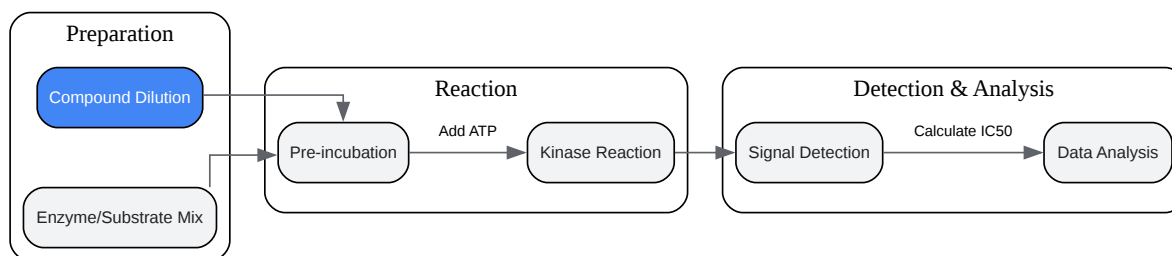 Preparation
Compound Dilution
Enzyme/Substrate Mix
Reaction
Pre-incubation
Add ATP
Kinase Reaction
Detection & Analysis
Signal Detection
Calculate IC50
Data Analysis